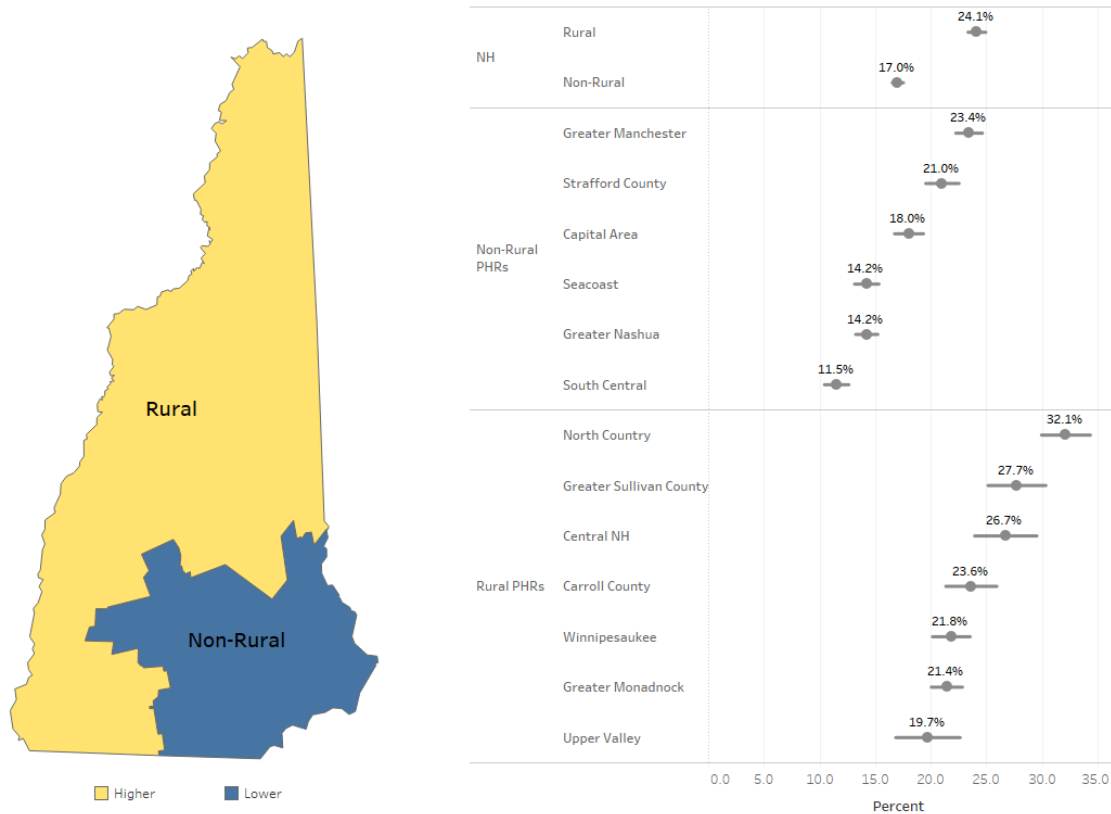 Rural
Non-Rural
Higher
Lower
NH
Rural
24.1%
Non-Rural
17.0%
Non-Rural
PHRs
Greater Manchester
23.4%
Strafford County
21.0%
Capital Area
18.0%
Seacoast
14.2%
Greater Nashua
14.2%
South Central
11.5%
Rural PHRs
North Country
32.1%
Greater Sullivan County
27.7%
Central NH
26.7%
Carroll County
23.6%
Winnipesaukee
21.8%
Greater Monadnock
21.4%
Upper Valley
19.7%
0.0 5.0 10.0 15.0 20.0 25.0 30.0 35.0
Percent